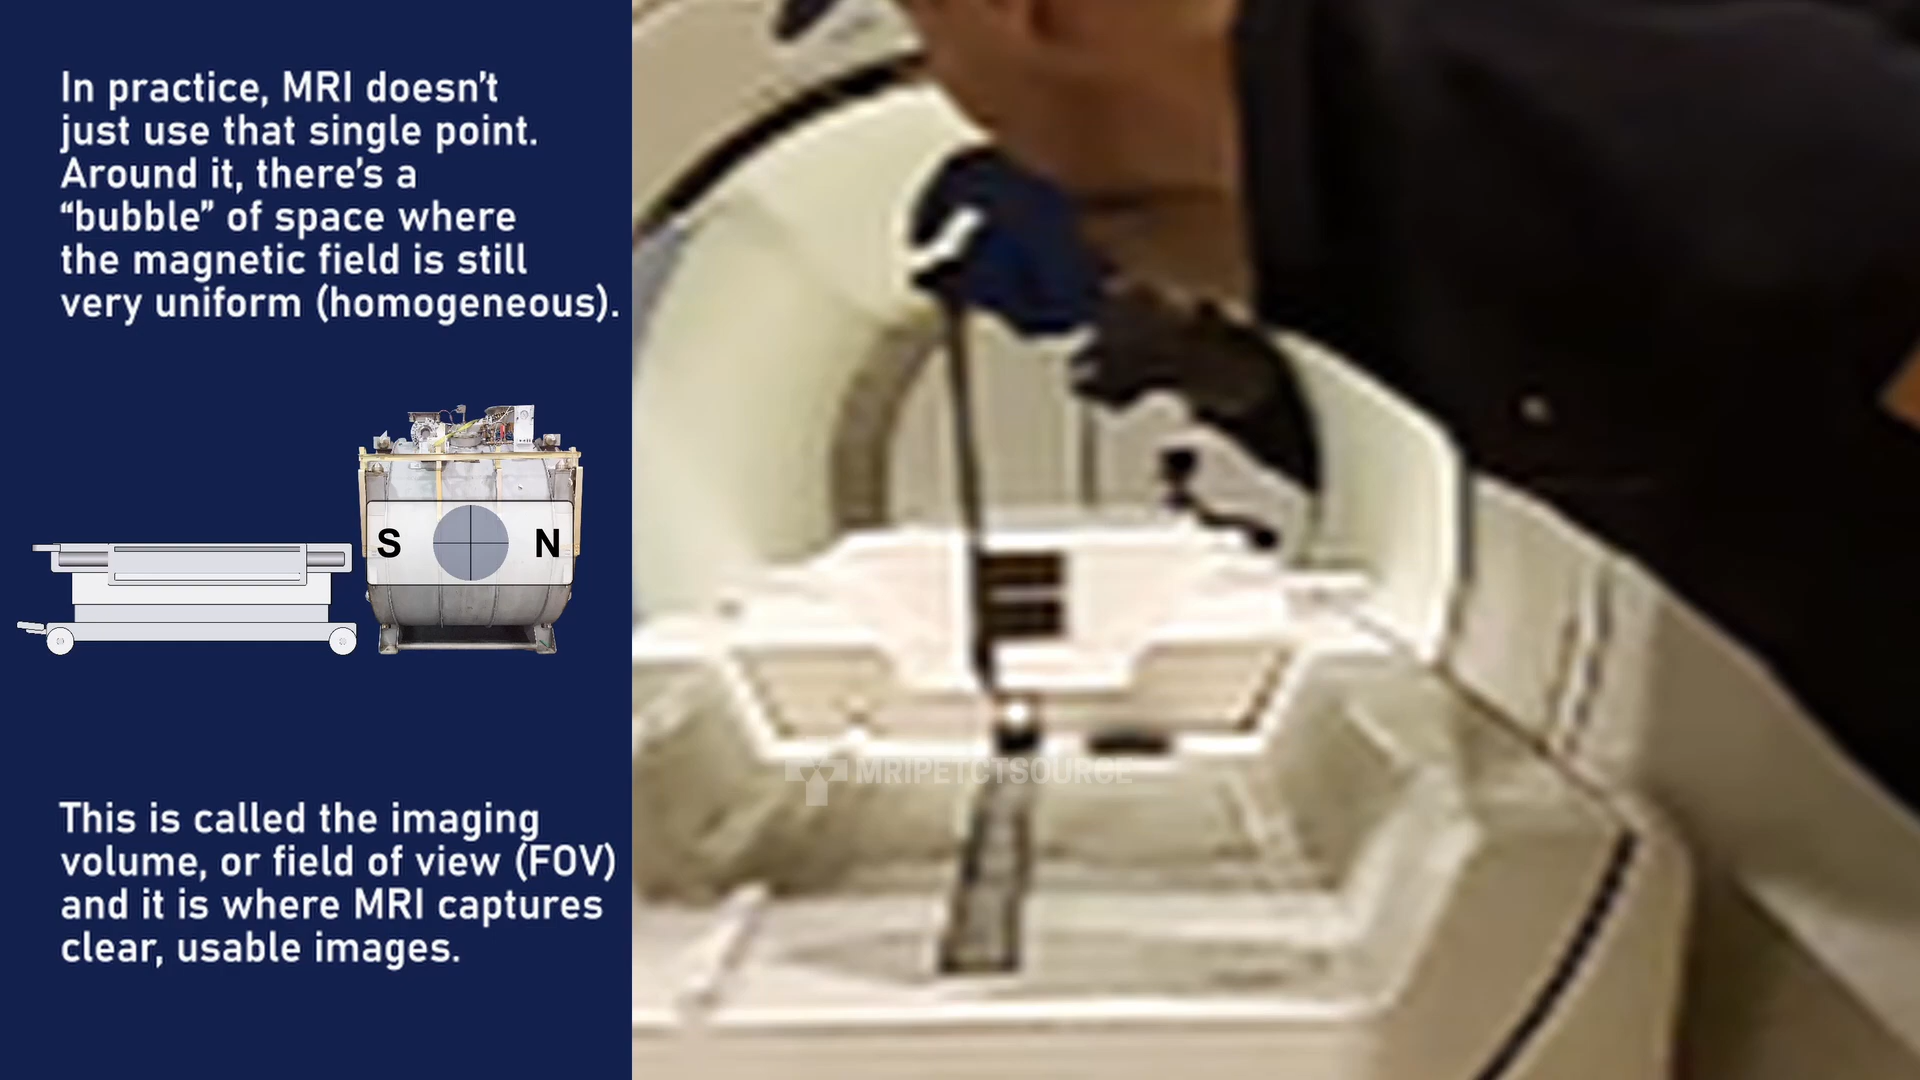 In practice, MRI doesn't
just use that single point.
Around it, there's a
“bubble” of space where
the magnetic field is still
very uniform (homogeneous).
S N
MRIPETCTSOURCE
This is called the imaging
volume, or field of view (FOV)
and it is where MRI captures
clear, usable images.